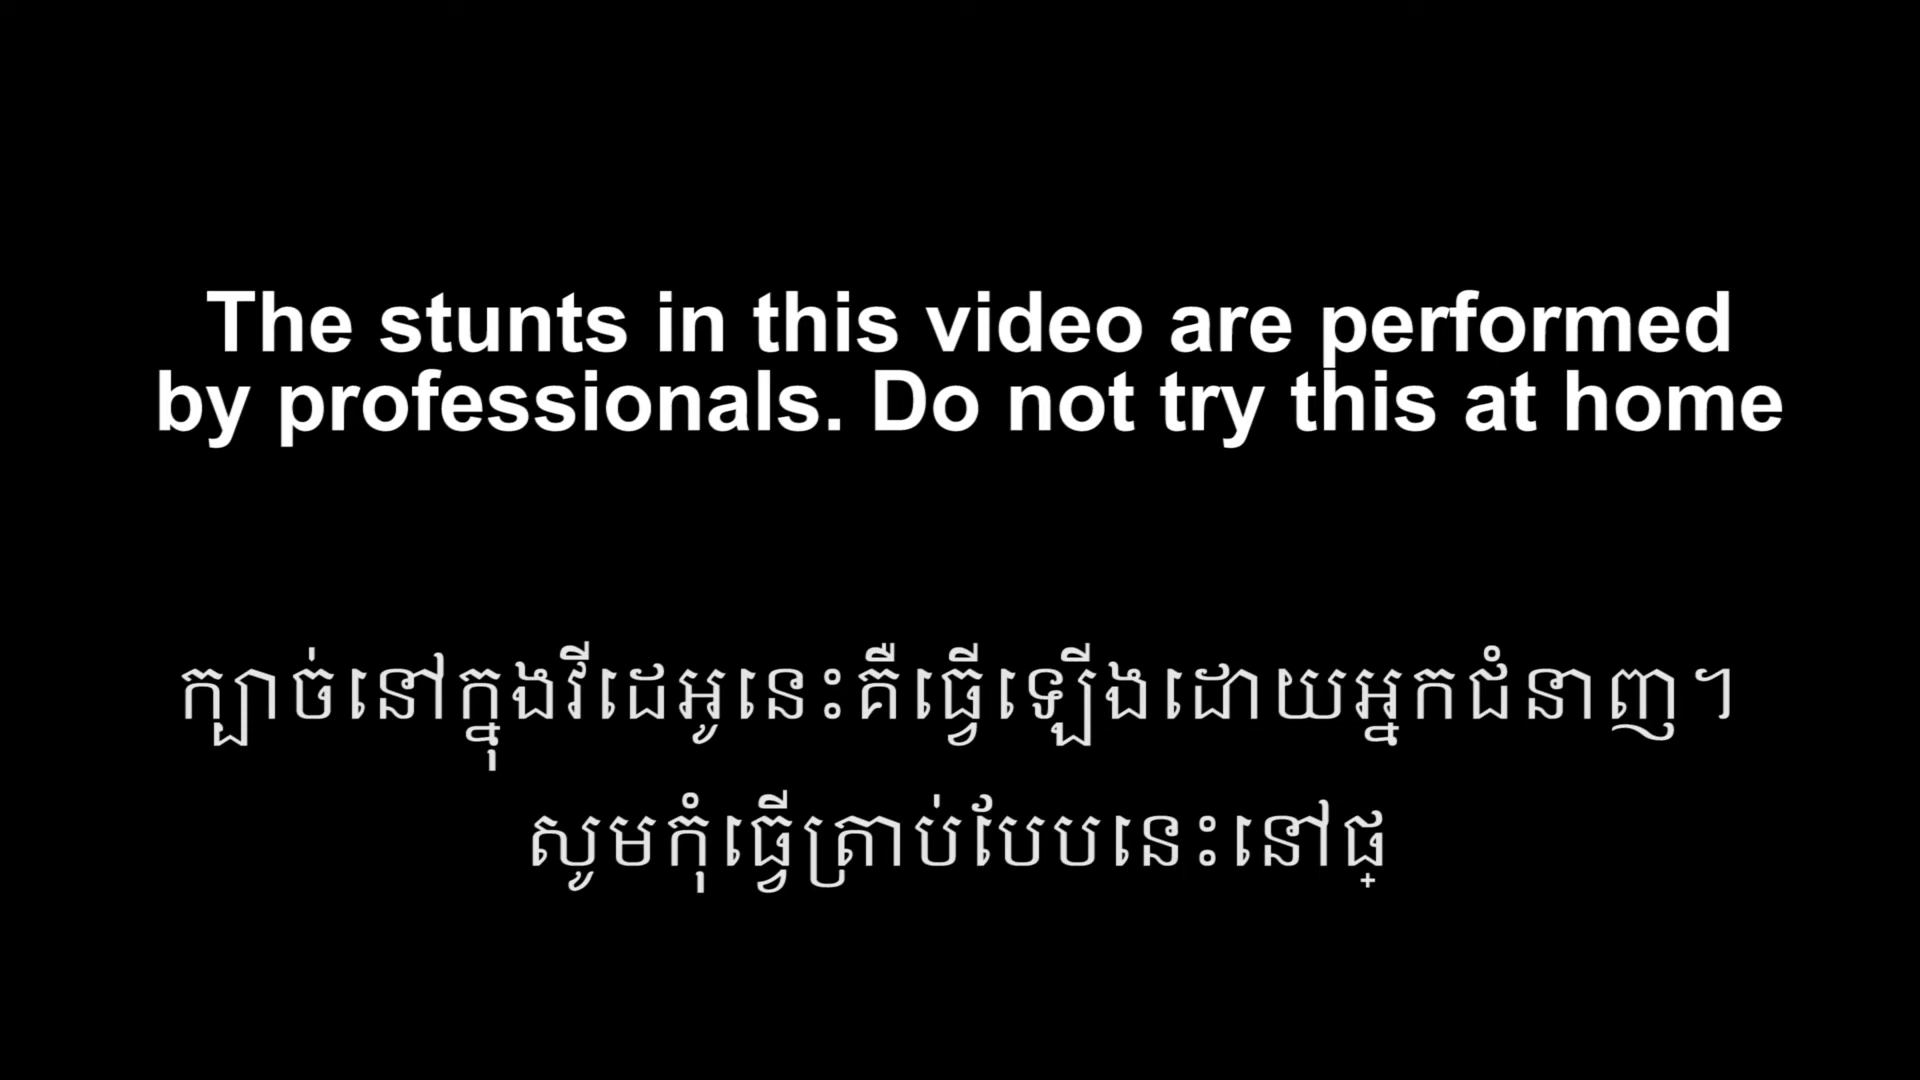 The stunts in this video are performed
by professionals. Do not try this at home
ក្បាច់នៅក្នុងវីដេអូនេះគឺធ្វើឡើងដោយអ្នកជំនាញ។
សូមកុំធ្វើត្រាប់បែបនេះនៅផ្